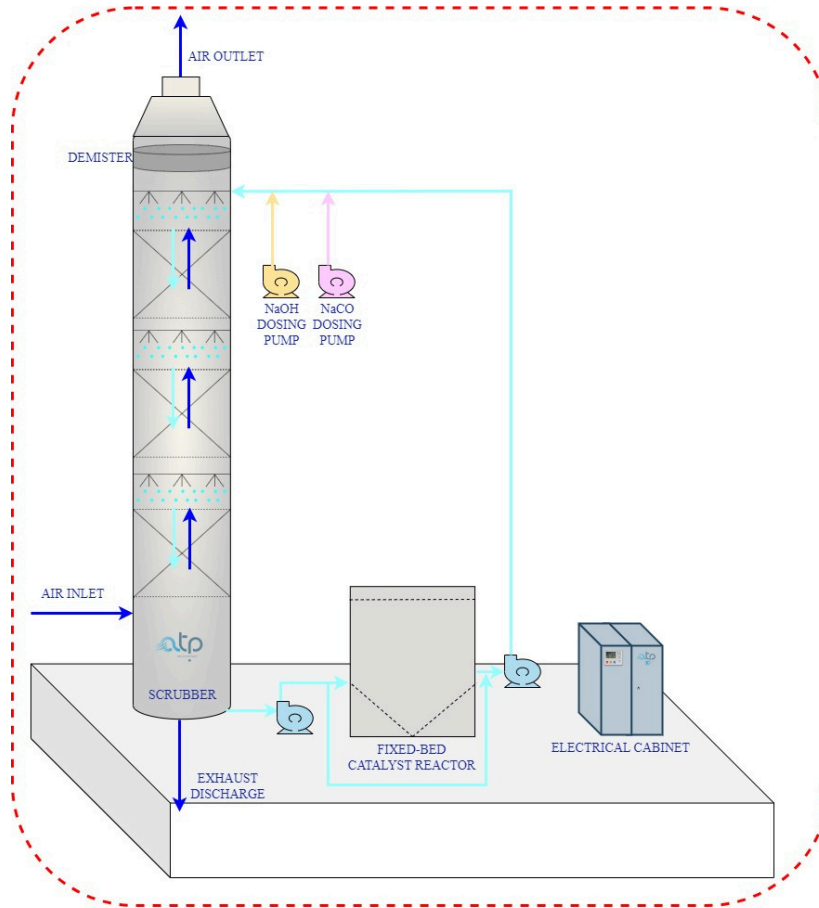 AIR OUTLET
DEMISTER
C
C
NaOH
DOSING
PUMP
NaCO
DOSING
PUMP
AIR INLET
atp
atp
C
SCRUBBER
C
ELECTRICAL CABINET
FIXED-BED
CATALYST REACTOR
EXHAUST
DISCHARGE